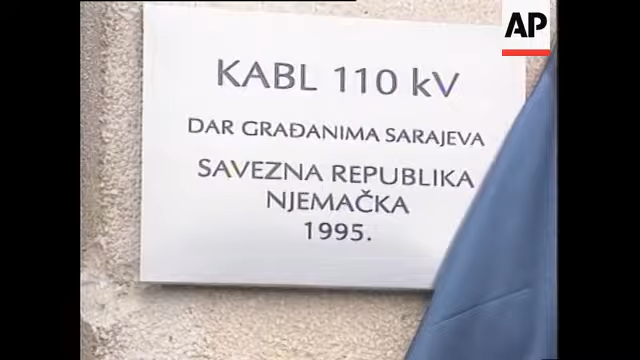 AP
KABL 110 kV
DAR GRAĐANIMA SARAJEVA
SAVEZNA REPUBLIKA
NJEMAČKA
1995.